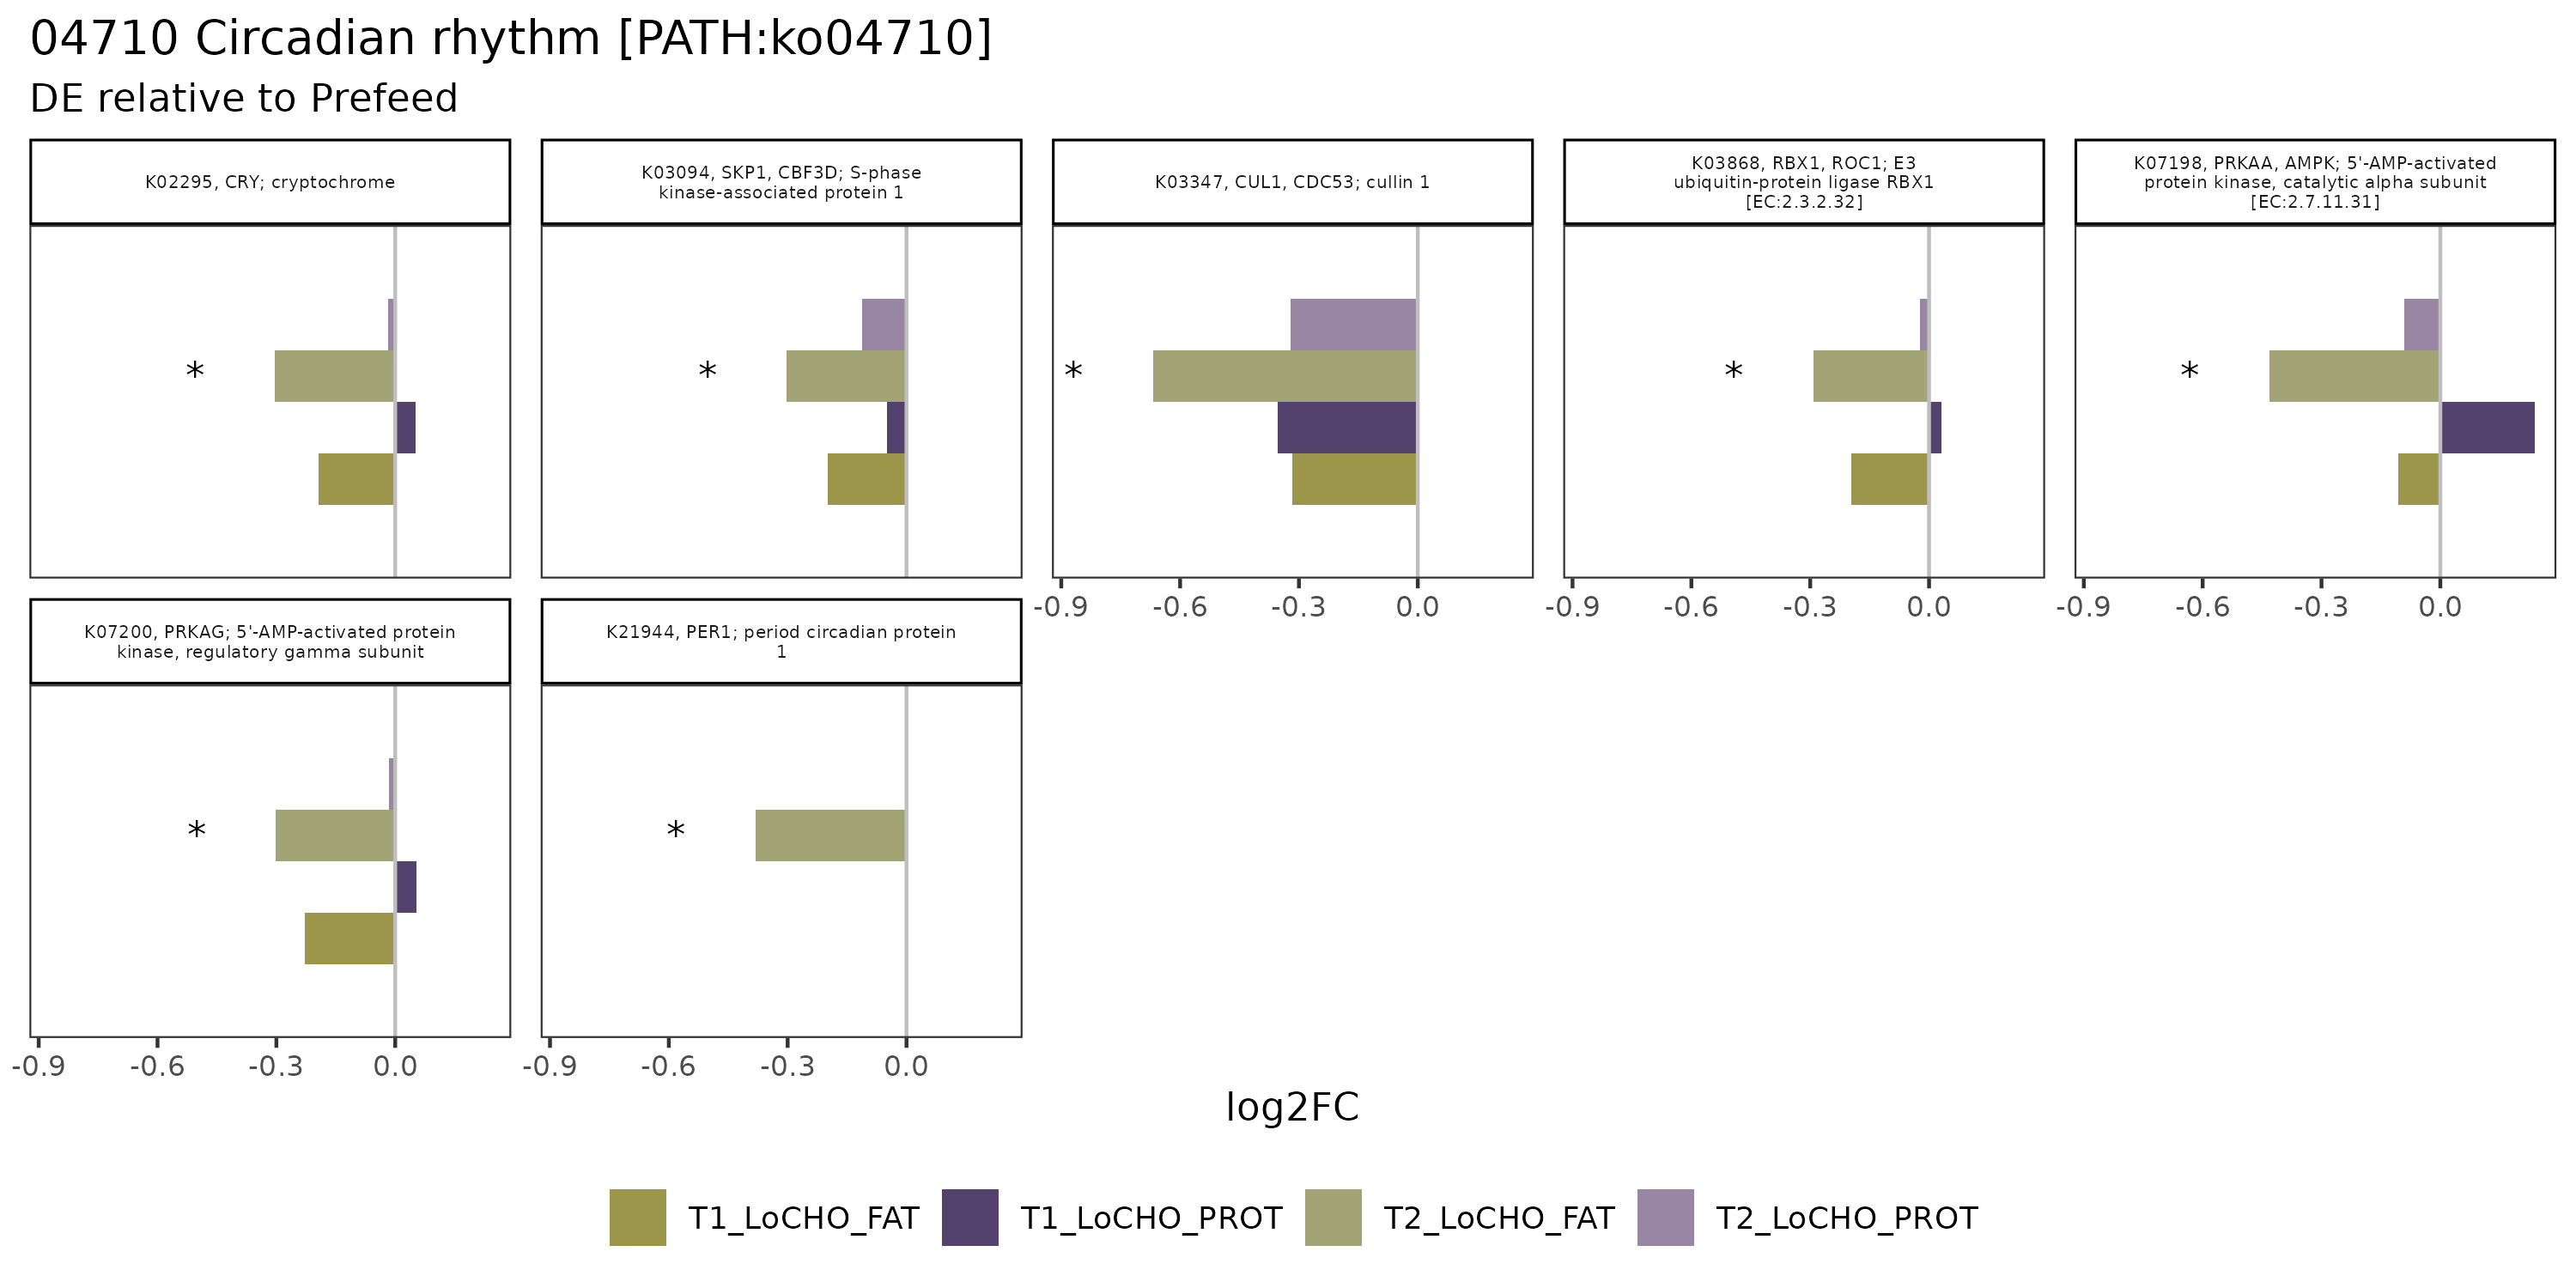 04710 Circadian rhythm [PATH:ko04710]
DE relative to Prefeed
K02295, CRY; cryptochrome
K03094, SKP1, CBF3D; S-phase
kinase-associated protein 1
K03347, CUL1, CDC53; cullin 1
K03868, RBX1, ROC1; E3
ubiquitin-protein ligase RBX1
[EC:2.3.2.32]
K07198, PRKAA, AMPK; 5'-AMP-activated
protein kinase, catalytic alpha subunit
[EC:2.7.11.31]
*
*
*
*
*
-0.9 -0.6 -0.3 0.0
-0.9 -0.6 -0.3 0.0
-0.9 -0.6 -0.3 0.0
K07200, PRKAG; 5'-AMP-activated protein
kinase, regulatory gamma subunit
K21944, PER1; period circadian protein
1
*
*
-0.9 -0.6 -0.3 0.0
-0.9 -0.6 -0.3 0.0
log2FC
T1_LoCHO_FAT T1_LoCHO_PROT T2_LoCHO_FAT T2_LoCHO_PROT